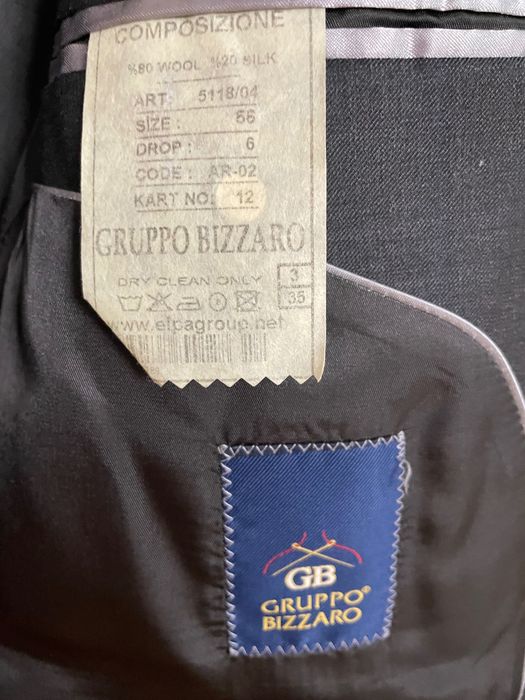 COMPOSIZIONE
%80 WOOL %20 SILK
ART: 5118/04
SIZE : 56
DROP : 6
CODE : AR-02
KART NO: 12
GRUPPO BIZZARO
DRY CLEAN ONLY 3
35
www.elpagroup.net
GB
GRUPPO®
BIZZARO